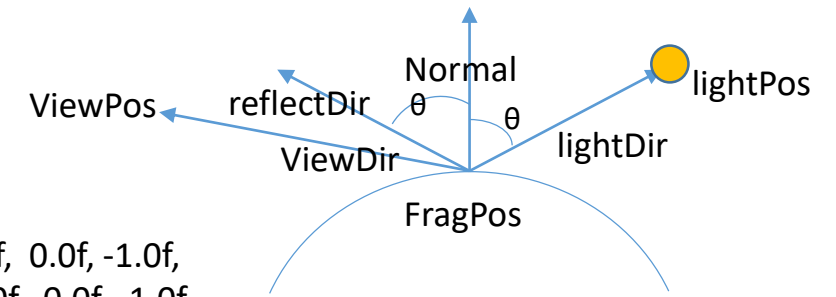 Normal
lightPos
ViewPos
reflectDir
θ
θ
lightDir
ViewDir
FragPos
0.0f, -1.0f,